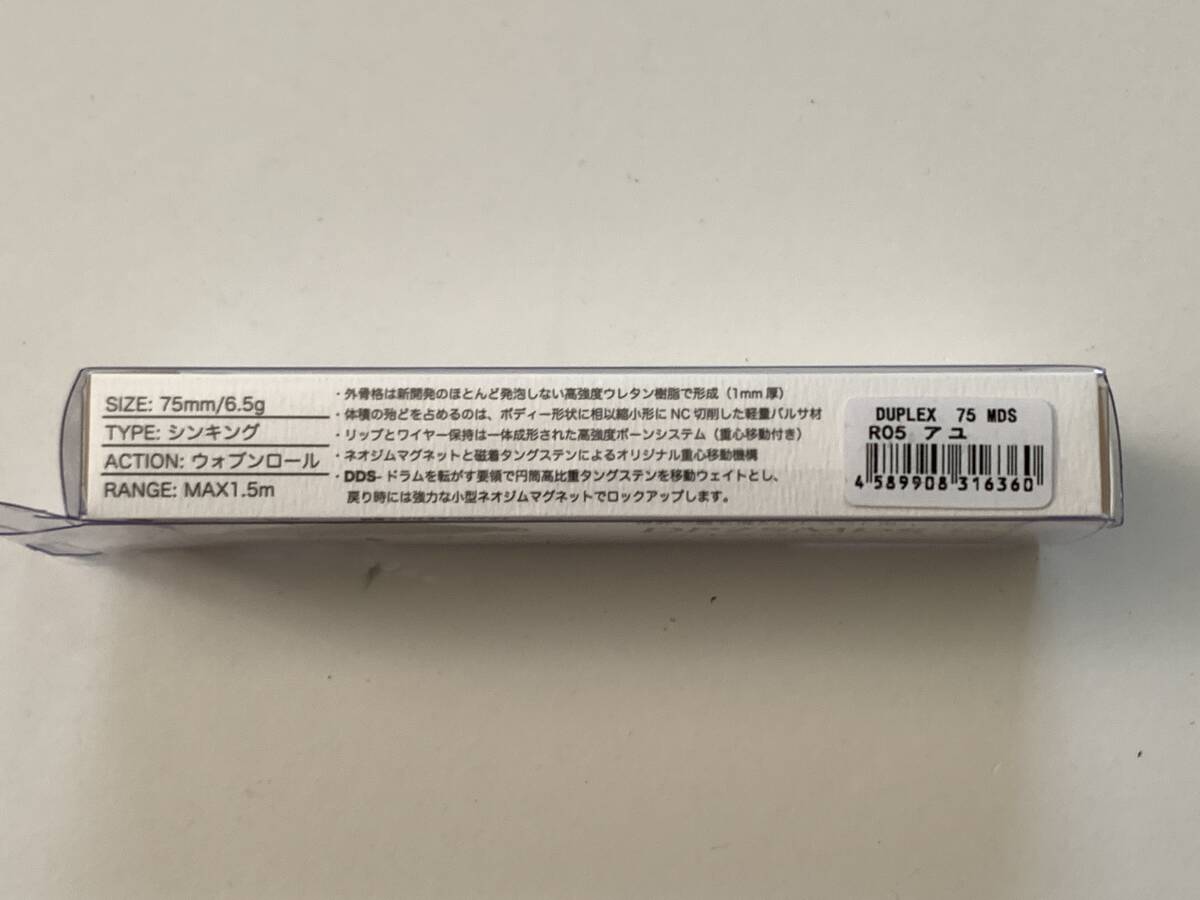 SIZE: 75mm/6.5g
TYPE: シンキング
ACTION: ウォブンロール
RANGE: MAX1.5m
・外骨格は新開発のほとんど発泡しない高強度ウレタン樹脂で形成（1mm厚）
・体積の殆どを占めるのは、ボディー形状に相以縮小形にNC切削した軽量バルサ材
・リップとワイヤー保持は一体成形された高強度ボーンシステム（重心移動付き）
・ネオジムマグネットと磁着タングステンによるオリジナル重心移動機構
・DDS-ドラムを転がす要領で円筒高比重タングステンを移動ウェイトとし、
戻り時には強力な小型ネオジムマグネットでロックアップします。
DUPLEX 75 MDS
R05 アユ
4 589908 316360